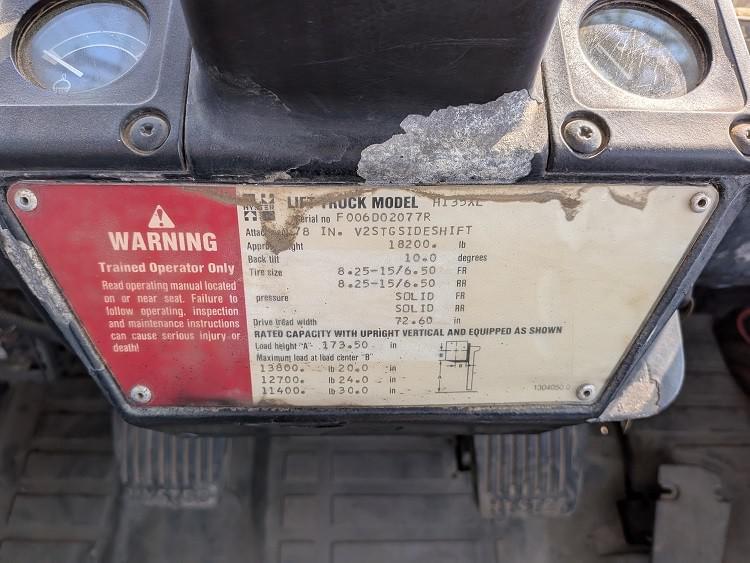 WARNING
Trained Operator Only
Read operating manual located
on or near seat. Failure to
follow operating, inspection
and maintenance instructions
can cause serious injury or
death!
HYSTER
LIFT TRUCK MODEL H135XL
Serial no F006D02077R
78 IN. V2STGSIDESHIFT
Approx weight 18200. lb
Back tilt 10.0 degrees
Tire size 8.25-15/6.50 FR
8.25-15/6.50 RR
pressure SOLID FR
SOLID RR
Drive tread width 72.60 in
RATED CAPACITY WITH UPRIGHT VERTICAL AND EQUIPPED AS SHOWN
Load height "A" 173.50 in
Maximum load at load center "B"
13800. lb 20.0 in
12700. lb 24.0 in
11400. lb 30.0 in
A
B
HYSTER
HYSTER